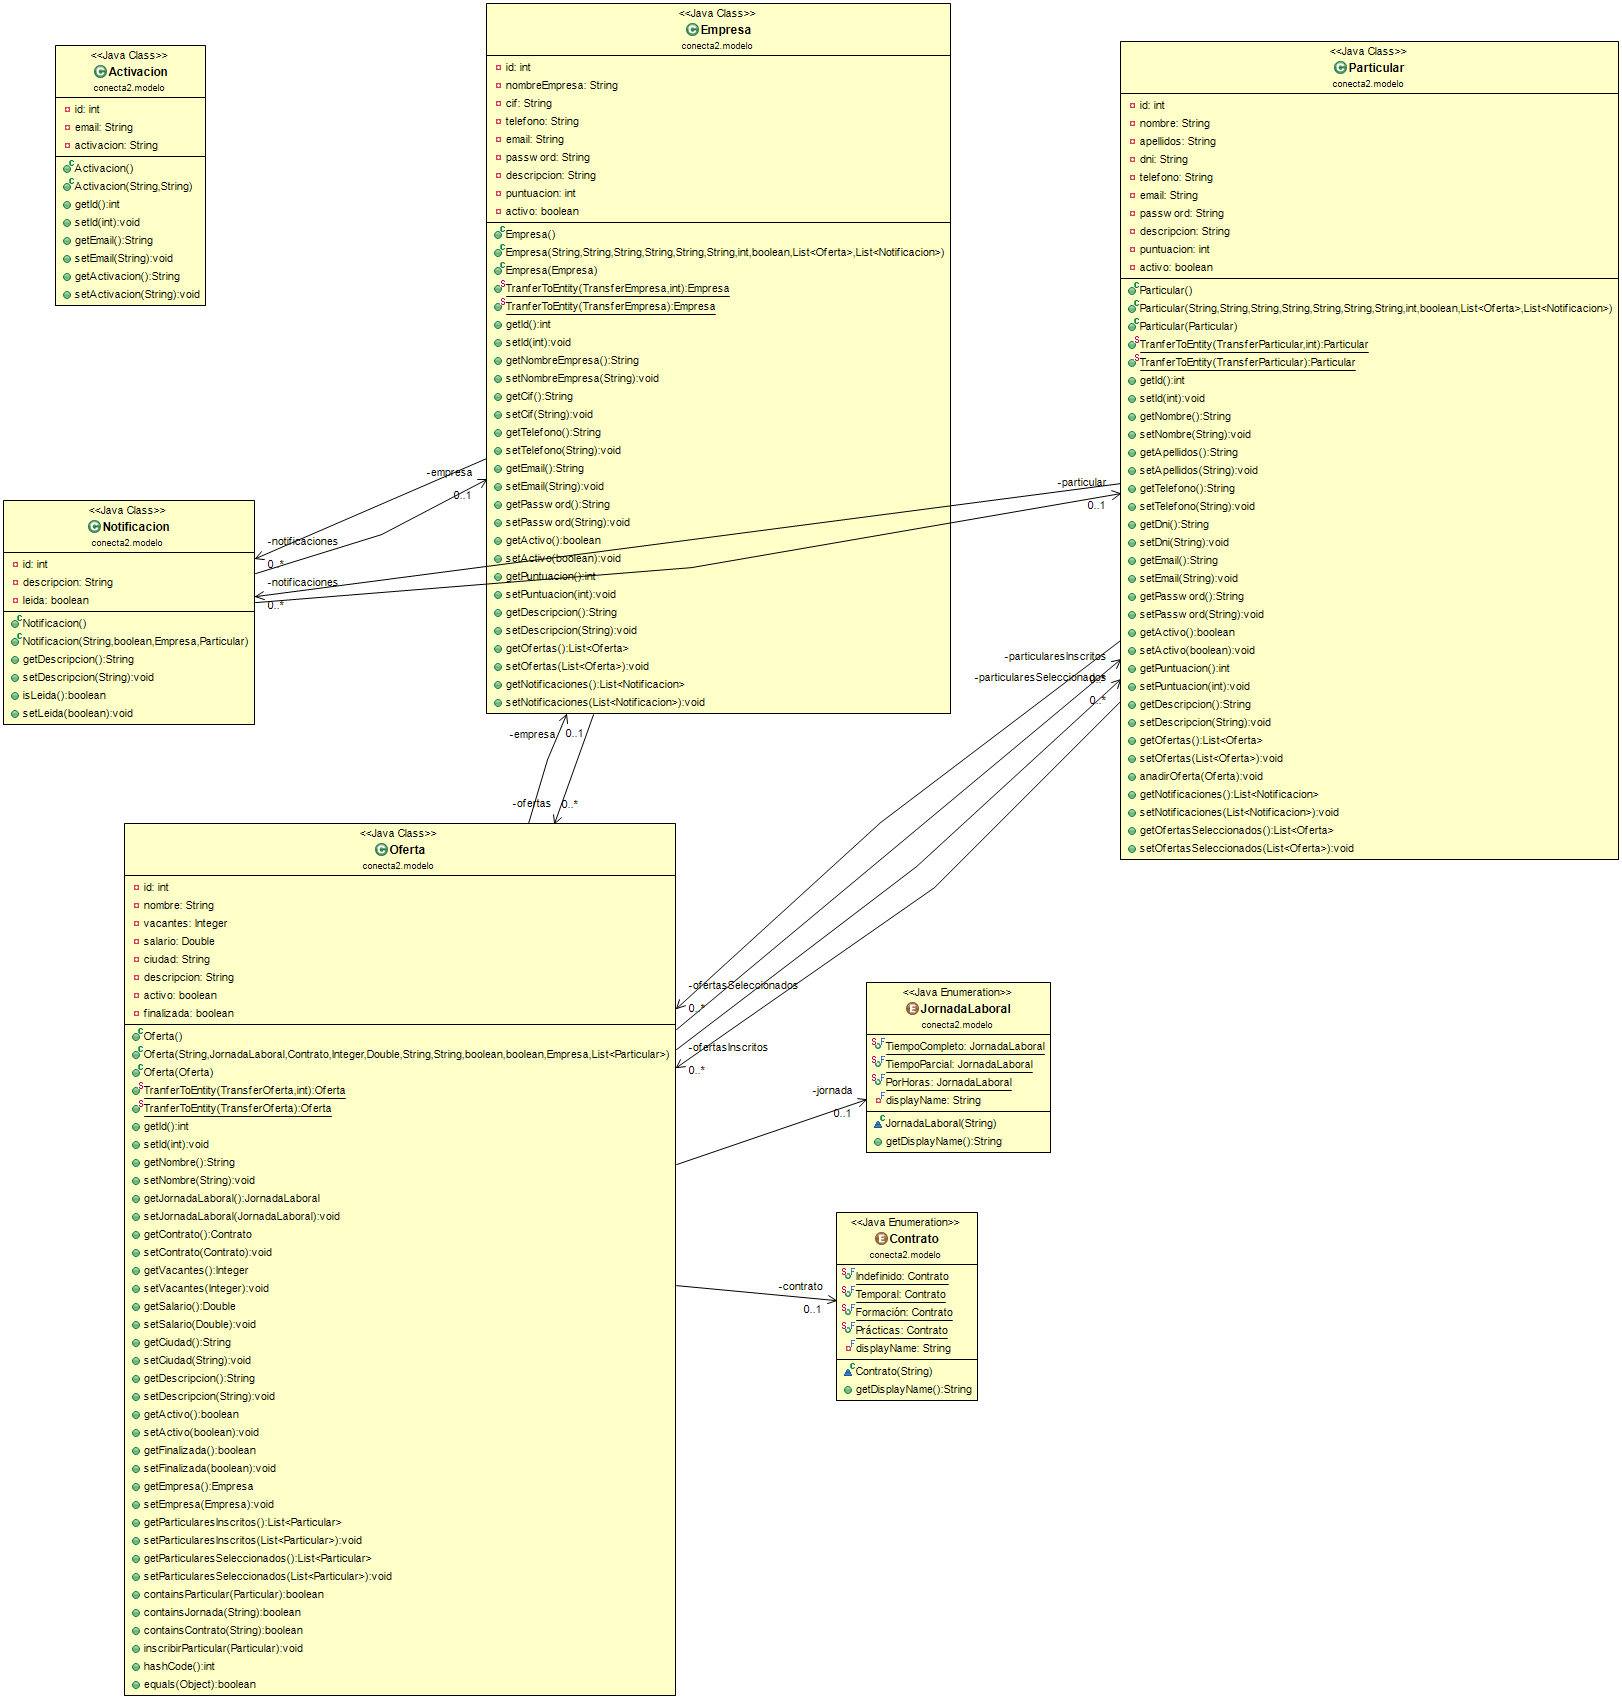 <<Java Class>>
Activacion
conecta2.modelo
id: int
email: String
activacion: String
Activacion()
Activacion(String,String)
getId():int
setId(int):void
getEmail():String
setEmail(String):void
getActivacion():String
setActivacion(String):void
<<Java Class>>
Empresa
conecta2.modelo
id: int
nombreEmpresa: String
cif: String
telefono: String
email: String
password: String
descripcion: String
puntuacion: int
activo: boolean
Empresa()
Empresa(String,String,String,String,String,String,int,boolean,List<Oferta>,List<Notificacion>)
Empresa(Empresa)
TranferToEntity(TransferEmpresa,int):Empresa
TranferToEntity(TransferEmpresa):Empresa
getId():int
setId(int):void
getNombreEmpresa():String
setNombreEmpresa(String):void
getCif():String
setCif(String):void
getTelefono():String
setTelefono(String):void
getEmail():String
setEmail(String):void
getPassword():String
setPassword(String):void
getActivo():boolean
setActivo(boolean):void
getPuntuacion():int
setPuntuacion(int):void
getDescripcion():String
setDescripcion(String):void
getOfertas():List<Oferta>
setOfertas(List<Oferta>):void
getNotificaciones():List<Notificacion>
setNotificaciones(List<Notificacion>):void
<<Java Class>>
Particular
conecta2.modelo
id: int
nombre: String
apellidos: String
dni: String
telefono: String
email: String
password: String
descripcion: String
puntuacion: int
activo: boolean
Particular()
Particular(String,String,String,String,String,String,String,int,boolean,List<Oferta>,List<Notificacion>)
Particular(Particular)
TranferToEntity(TransferParticular,int):Particular
TranferToEntity(TransferParticular):Particular
getId():int
setId(int):void
getNombre():String
setNombre(String):void
getApellidos():String
setApellidos(String):void
getTelefono():String
setTelefono(String):void
getDni():String
setDni(String):void
getEmail():String
setEmail(String):void
getPassword():String
setPassword(String):void
getActivo():boolean
setActivo(boolean):void
getPuntuacion():int
setPuntuacion(int):void
getDescripcion():String
setDescripcion(String):void
getOfertas():List<Oferta>
setOfertas(List<Oferta>):void
anadirOferta(Oferta):void
getNotificaciones():List<Notificacion>
setNotificaciones(List<Notificacion>):void
getOfertasSeleccionados():List<Oferta>
setOfertasSeleccionados(List<Oferta>):void
-empresa
0..1
-particular
0..1
-notificaciones
0..*
-notificaciones
0..*
<<Java Class>>
Notificacion
conecta2.modelo
id: int
descripcion: String
leida: boolean
Notificacion()
Notificacion(String,boolean,Empresa,Particular)
getDescripcion():String
setDescripcion(String):void
isLeida():boolean
setLeida(boolean):void
-particularesInscritos
0..*
-particularesSeleccionados
0..*
-empresa
0..1
-ofertas
0..*
<<Java Class>>
Oferta
conecta2.modelo
id: int
nombre: String
vacantes: Integer
salario: Double
ciudad: String
descripcion: String
activo: boolean
finalizada: boolean
Oferta()
Oferta(String,JornadaLaboral,Contrato,Integer,Double,String,String,boolean,boolean,Empresa,List<Particular>)
Oferta(Oferta)
TranferToEntity(TransferOferta,int):Oferta
TranferToEntity(TransferOferta):Oferta
getId():int
setId(int):void
getNombre():String
setNombre(String):void
getJornadaLaboral():JornadaLaboral
setJornadaLaboral(JornadaLaboral):void
getContrato():Contrato
setContrato(Contrato):void
getVacantes():Integer
setVacantes(Integer):void
getSalario():Double
setSalario(Double):void
getCiudad():String
setCiudad(String):void
getDescripcion():String
setDescripcion(String):void
getActivo():boolean
setActivo(boolean):void
getFinalizada():boolean
setFinalizada(boolean):void
getEmpresa():Empresa
setEmpresa(Empresa):void
getParticularesInscritos():List<Particular>
setParticularesInscritos(List<Particular>):void
getParticularesSeleccionados():List<Particular>
setParticularesSeleccionados(List<Particular>):void
containsParticular(Particular):boolean
containsJornada(String):boolean
containsContrato(String):boolean
inscribirParticular(Particular):void
hashCode():int
equals(Object):boolean
-ofertasSeleccionados
0..*
-ofertasInscritos
0..*
-jornada
0..1
<<Java Enumeration>>
JornadaLaboral
conecta2.modelo
TiempoCompleto: JornadaLaboral
TiempoParcial: JornadaLaboral
PorHoras: JornadaLaboral
displayName: String
JornadaLaboral(String)
getDisplayName():String
-contrato
0..1
<<Java Enumeration>>
Contrato
conecta2.modelo
Indefinido: Contrato
Temporal: Contrato
Formación: Contrato
Prácticas: Contrato
displayName: String
Contrato(String)
getDisplayName():String